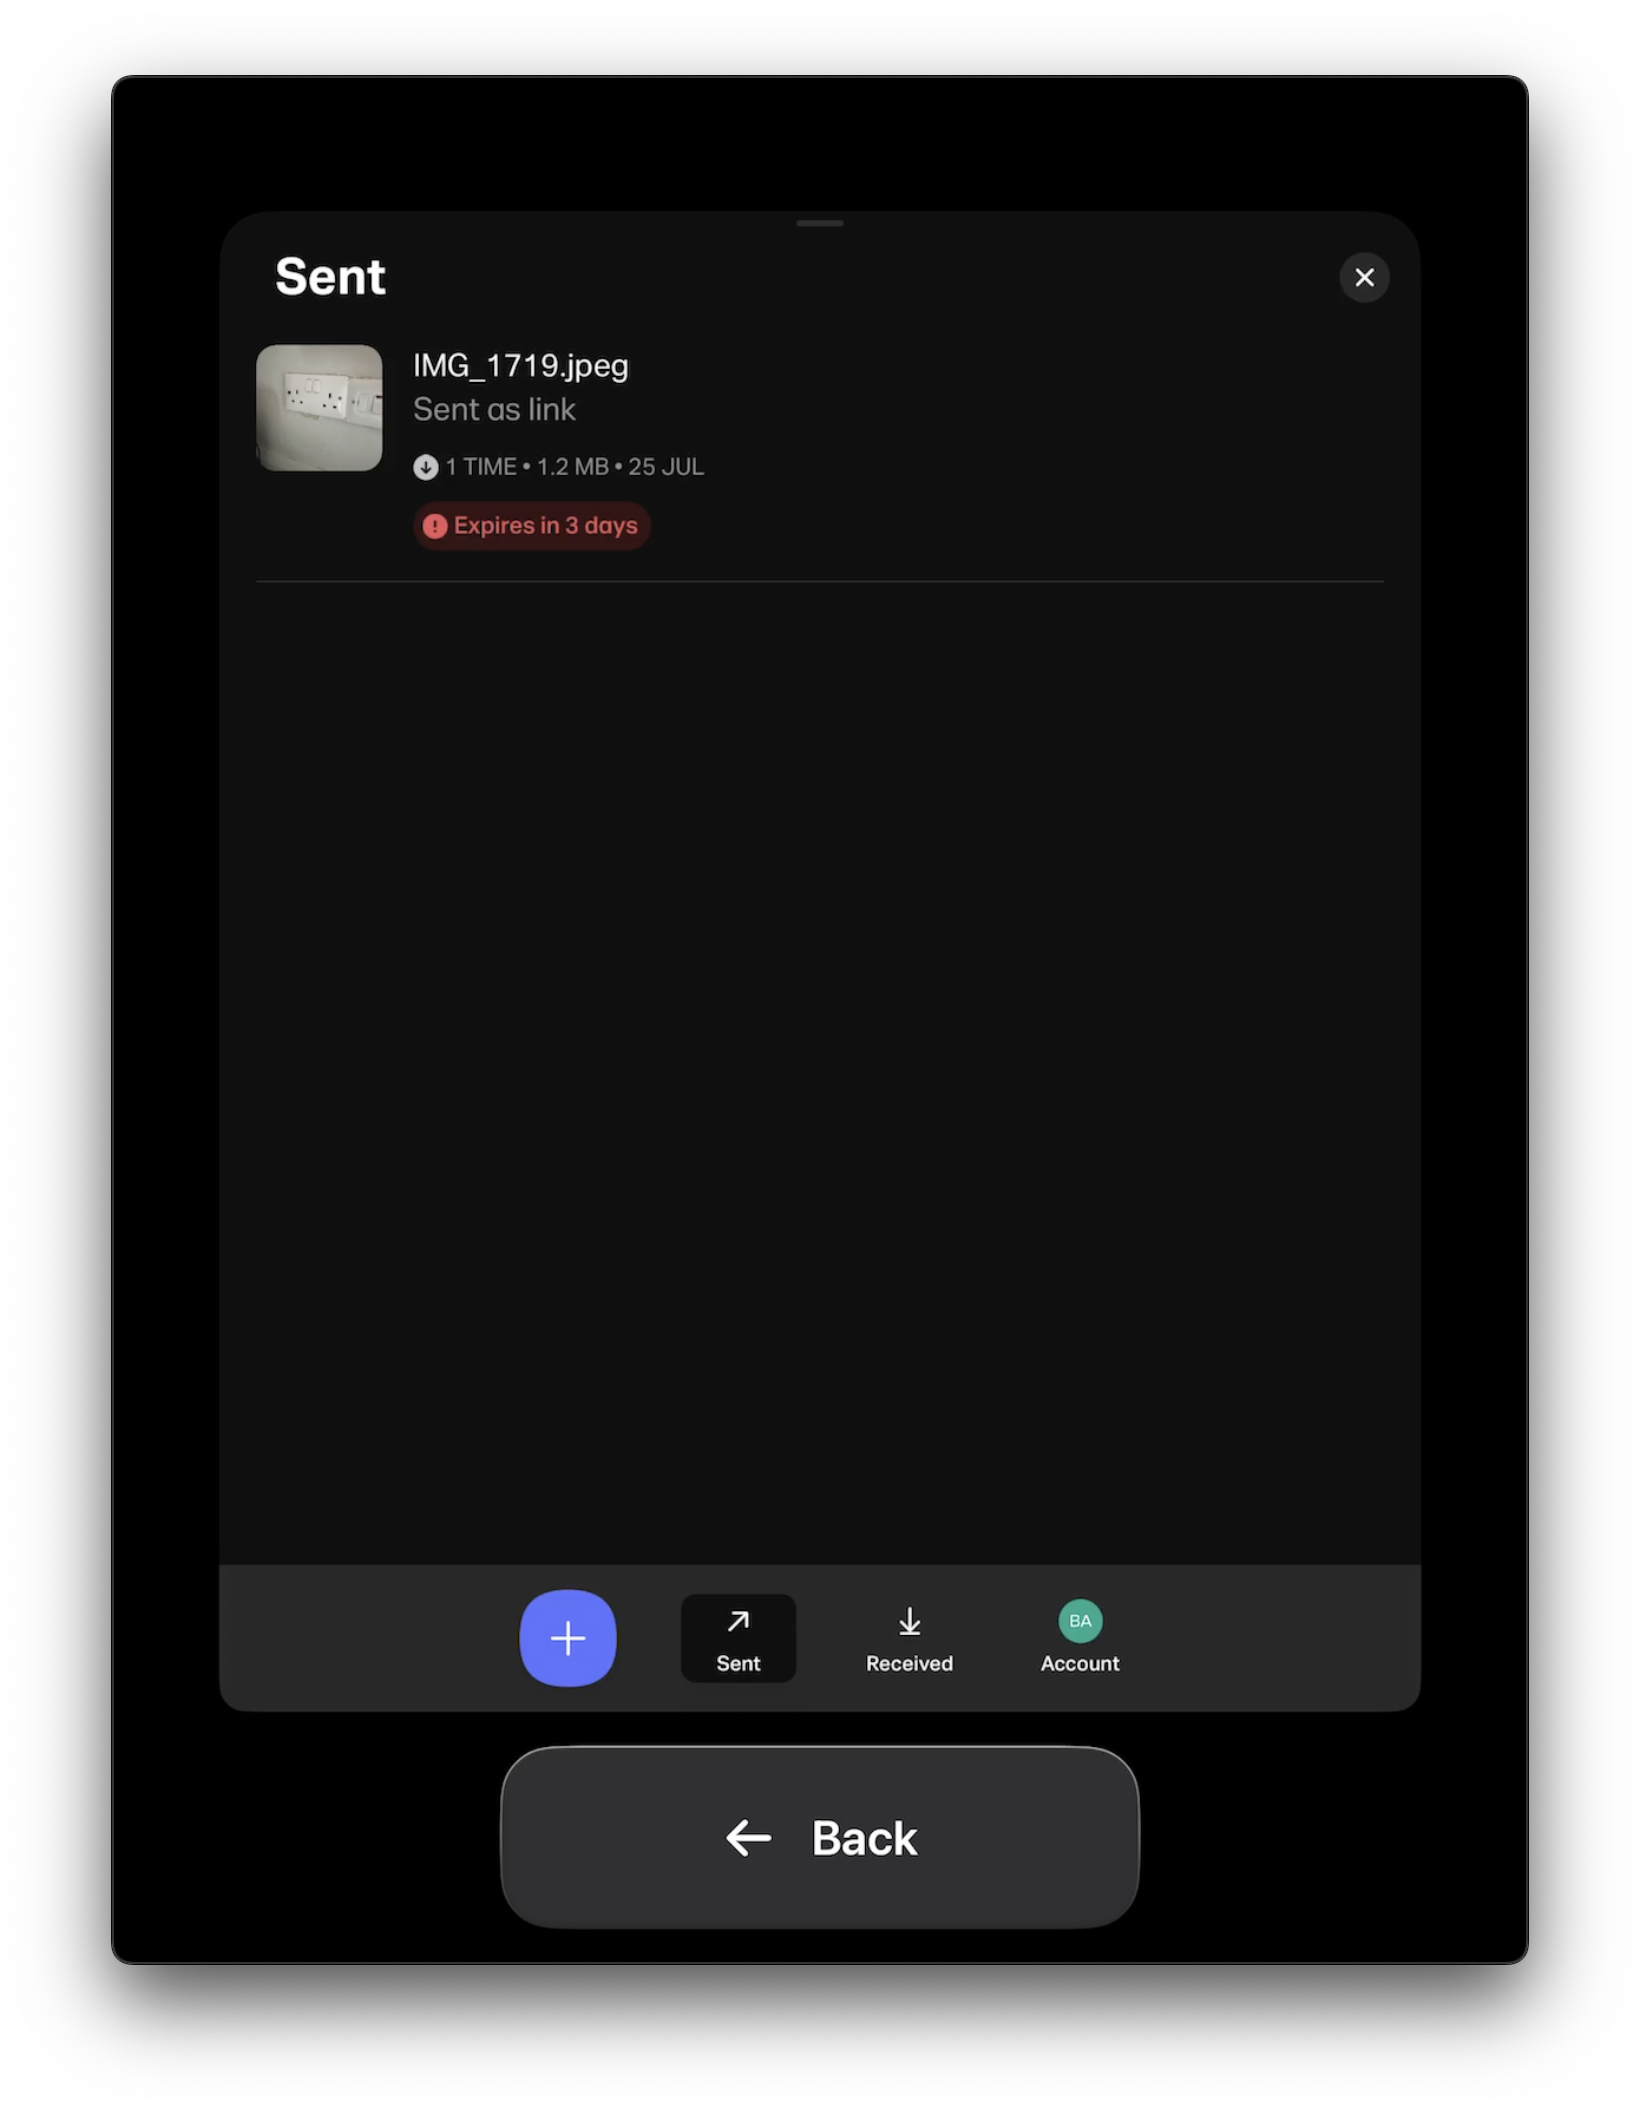 Sent
IMG_1719.jpeg
Sent as link
1 TIME • 1.2 MB • 25 JUL
Expires in 3 days
Sent
Received
BA
Account
Back